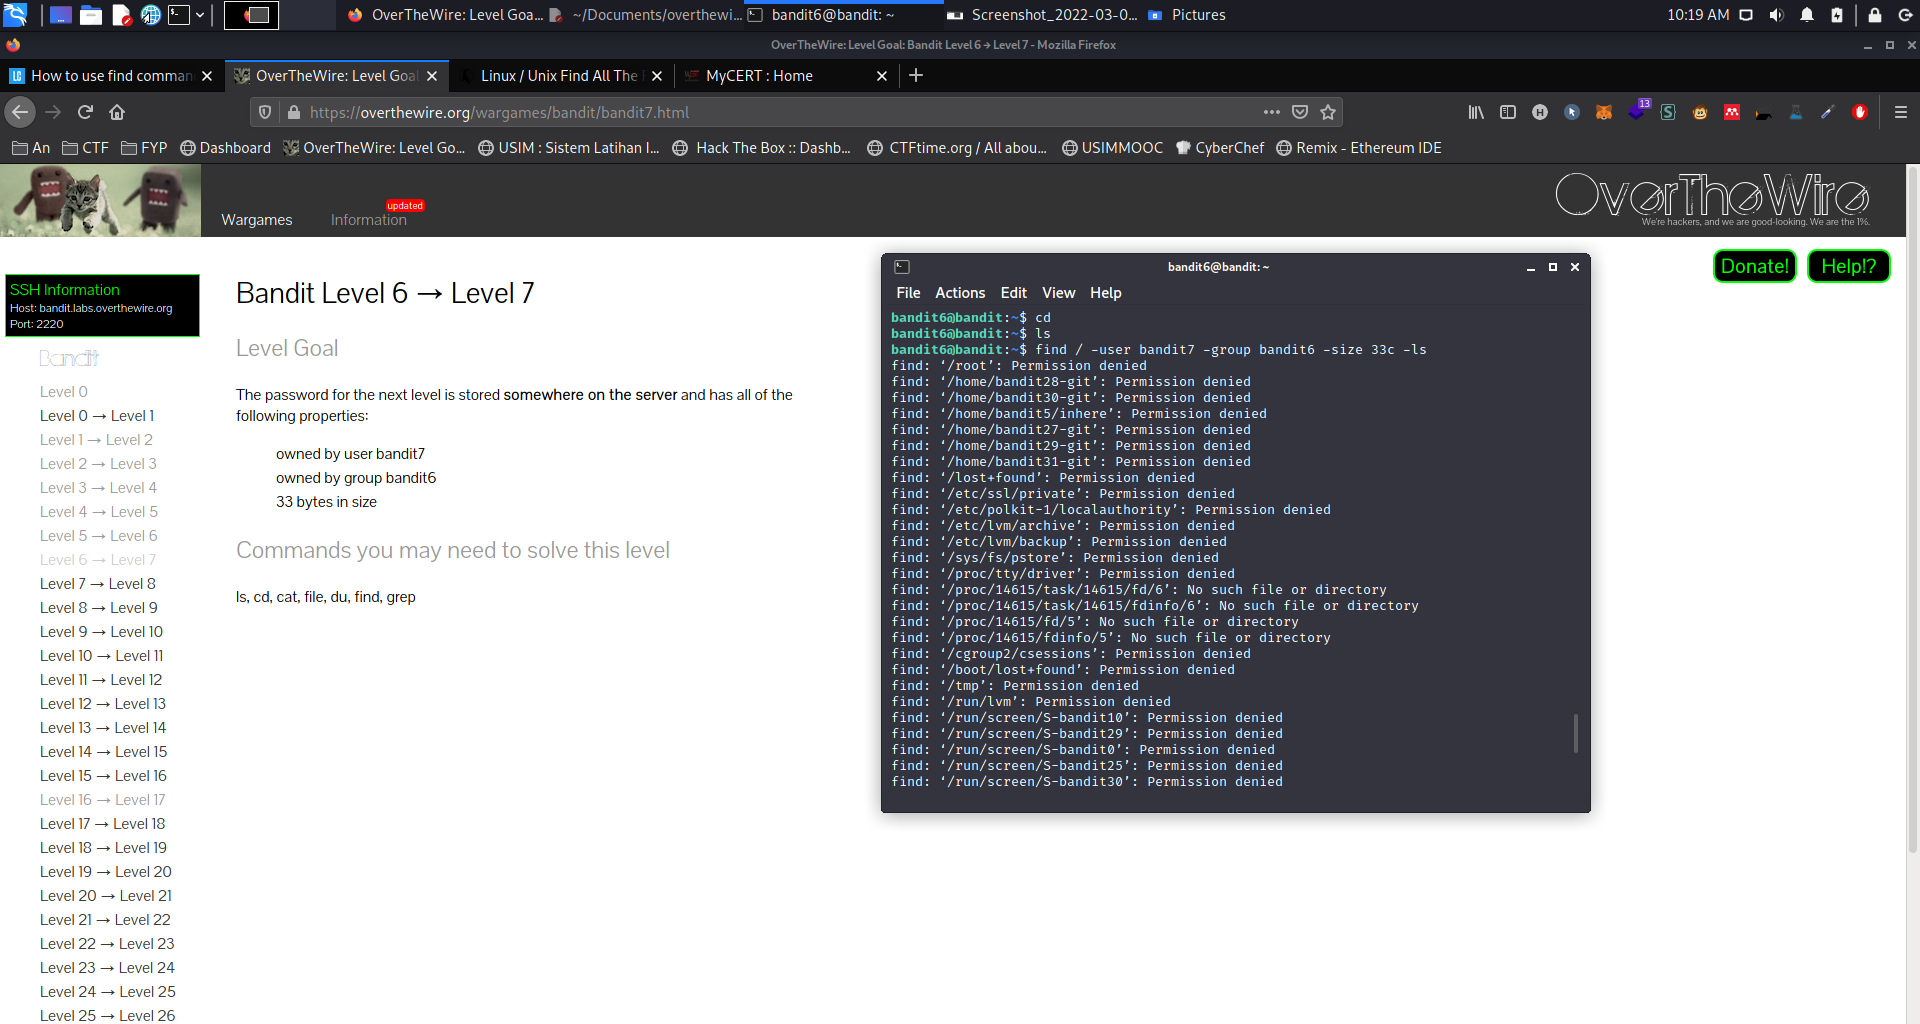 OverTheWire: Level Goa...
~/Documents/overthewi...
bandit6@bandit: ~
Screenshot_2022-03-0...
Pictures
10:19 AM
OverTheWire: Level Goal: Bandit Level 6 → Level 7 - Mozilla Firefox
How to use find comman
OverTheWire: Level Goal
Linux / Unix Find All The
MyCERT : Home
https://overthewire.org/wargames/bandit/bandit7.html
13
An
CTF
FYP
Dashboard
OverTheWire: Level Go...
USIM : Sistem Latihan I...
Hack The Box :: Dashb...
CTFtime.org / All abou...
USIMMOOC
CyberChef
Remix - Ethereum IDE
Wargames
Information
updated
OverTheWire
We're hackers, and we are good-looking. We are the 1%.
Donate!
Help!?
SSH Information
Host: bandit.labs.overthewire.org
Port: 2220
Bandit
Level 0
Level 0 → Level 1
Level 1 → Level 2
Level 2 → Level 3
Level 3 → Level 4
Level 4 → Level 5
Level 5 → Level 6
Level 6 → Level 7
Level 7 → Level 8
Level 8 → Level 9
Level 9 → Level 10
Level 10 → Level 11
Level 11 → Level 12
Level 12 → Level 13
Level 13 → Level 14
Level 14 → Level 15
Level 15 → Level 16
Level 16 → Level 17
Level 17 → Level 18
Level 18 → Level 19
Level 19 → Level 20
Level 20 → Level 21
Level 21 → Level 22
Level 22 → Level 23
Level 23 → Level 24
Level 24 → Level 25
Level 25 → Level 26
Bandit Level 6 → Level 7
Level Goal
The password for the next level is stored somewhere on the server and has all of the
following properties:
owned by user bandit7
owned by group bandit6
33 bytes in size
Commands you may need to solve this level
ls, cd, cat, file, du, find, grep
bandit6@bandit:~
File Actions Edit View Help
bandit6@bandit:~$ cd
bandit6@bandit:~$ ls
bandit6@bandit:~$ find / -user bandit7 -group bandit6 -size 33c -ls
find: ‘/root’: Permission denied
find: ‘/home/bandit28-git’: Permission denied
find: ‘/home/bandit30-git’: Permission denied
find: ‘/home/bandit5/inhere’: Permission denied
find: ‘/home/bandit27-git’: Permission denied
find: ‘/home/bandit29-git’: Permission denied
find: ‘/home/bandit31-git’: Permission denied
find: ‘/lost+found’: Permission denied
find: ‘/etc/ssl/private’: Permission denied
find: ‘/etc/polkit-1/localauthority’: Permission denied
find: ‘/etc/lvm/archive’: Permission denied
find: ‘/etc/lvm/backup’: Permission denied
find: ‘/sys/fs/pstore’: Permission denied
find: ‘/proc/tty/driver’: Permission denied
find: ‘/proc/14615/task/14615/fd/6’: No such file or directory
find: ‘/proc/14615/task/14615/fdinfo/6’: No such file or directory
find: ‘/proc/14615/fd/5’: No such file or directory
find: ‘/proc/14615/fdinfo/5’: No such file or directory
find: ‘/cgroup2/csessions’: Permission denied
find: ‘/boot/lost+found’: Permission denied
find: ‘/tmp’: Permission denied
find: ‘/run/lvm’: Permission denied
find: ‘/run/screen/S-bandit10’: Permission denied
find: ‘/run/screen/S-bandit29’: Permission denied
find: ‘/run/screen/S-bandit0’: Permission denied
find: ‘/run/screen/S-bandit25’: Permission denied
find: ‘/run/screen/S-bandit30’: Permission denied